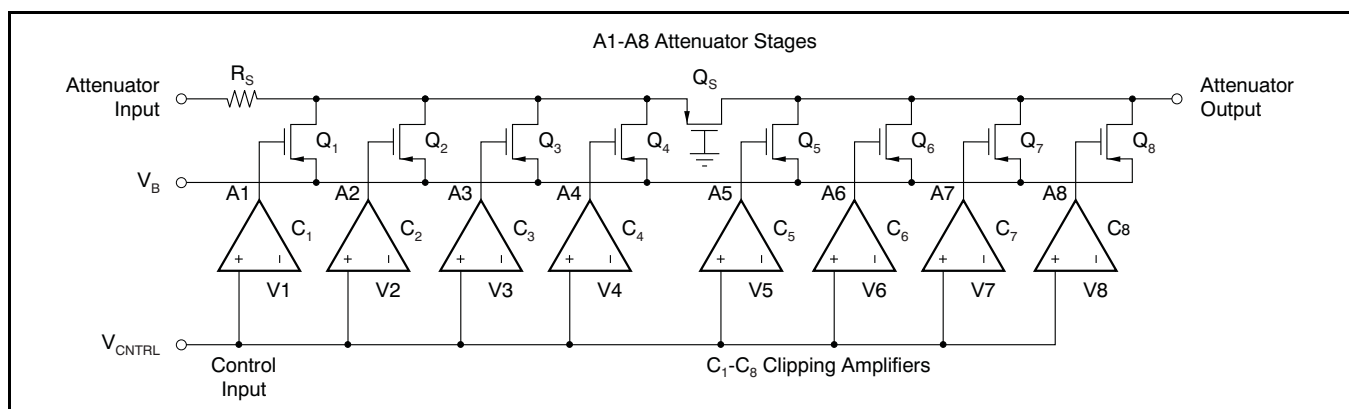 A1-A8 Attenuator Stages
Attenuator Input
R_S
Q_S
Attenuator Output
Q_1
Q_2
Q_3
Q_4
Q_5
Q_6
Q_7
Q_8
V_B
A1
A2
A3
A4
A5
A6
A7
A8
C_1
C_2
C_3
C_4
C_5
C_6
C_7
C_8
+ –
+ –
+ –
+ –
+ –
+ –
+ –
+ –
V1
V2
V3
V4
V5
V6
V7
V8
V_CNTRL
Control Input
C_1-C_8 Clipping Amplifiers